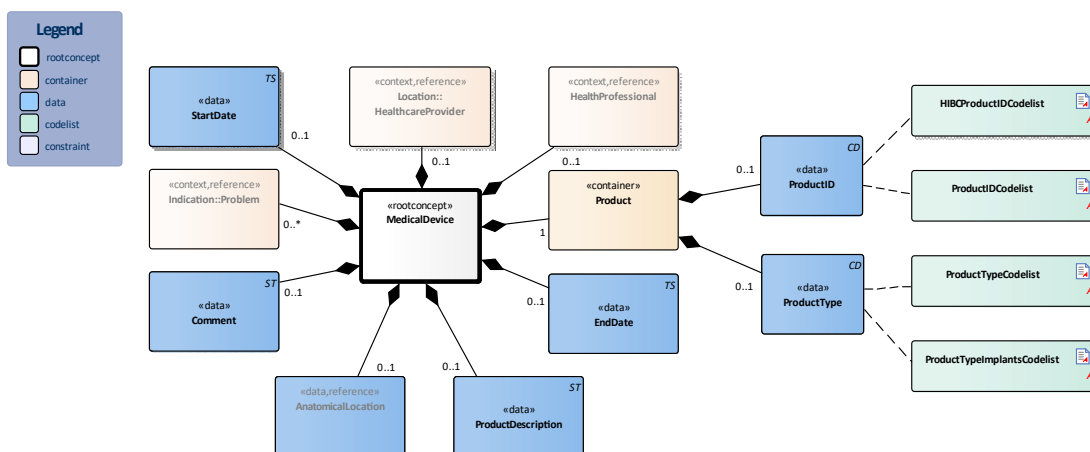 Legend
rootconcept
container
data
codelist
constraint
TS
«data»
StartDate
0..1
«context,reference»
Location::
HealthcareProvider
0..1
«context,reference»
HealthProfessional
0..1
«context,reference»
Indication::Problem
0..*
«rootconcept»
MedicalDevice
«container»
Product
1
0..1
CD
«data»
ProductID
HIBCProductIDCodelist
ProductIDCodelist
ST
«data»
Comment
0..1
TS
«data»
EndDate
0..1
0..1
CD
«data»
ProductType
ProductTypeCodelist
ProductTypeImplantsCodelist
0..1
«data,reference»
AnatomicalLocation
0..1
ST
«data»
ProductDescription